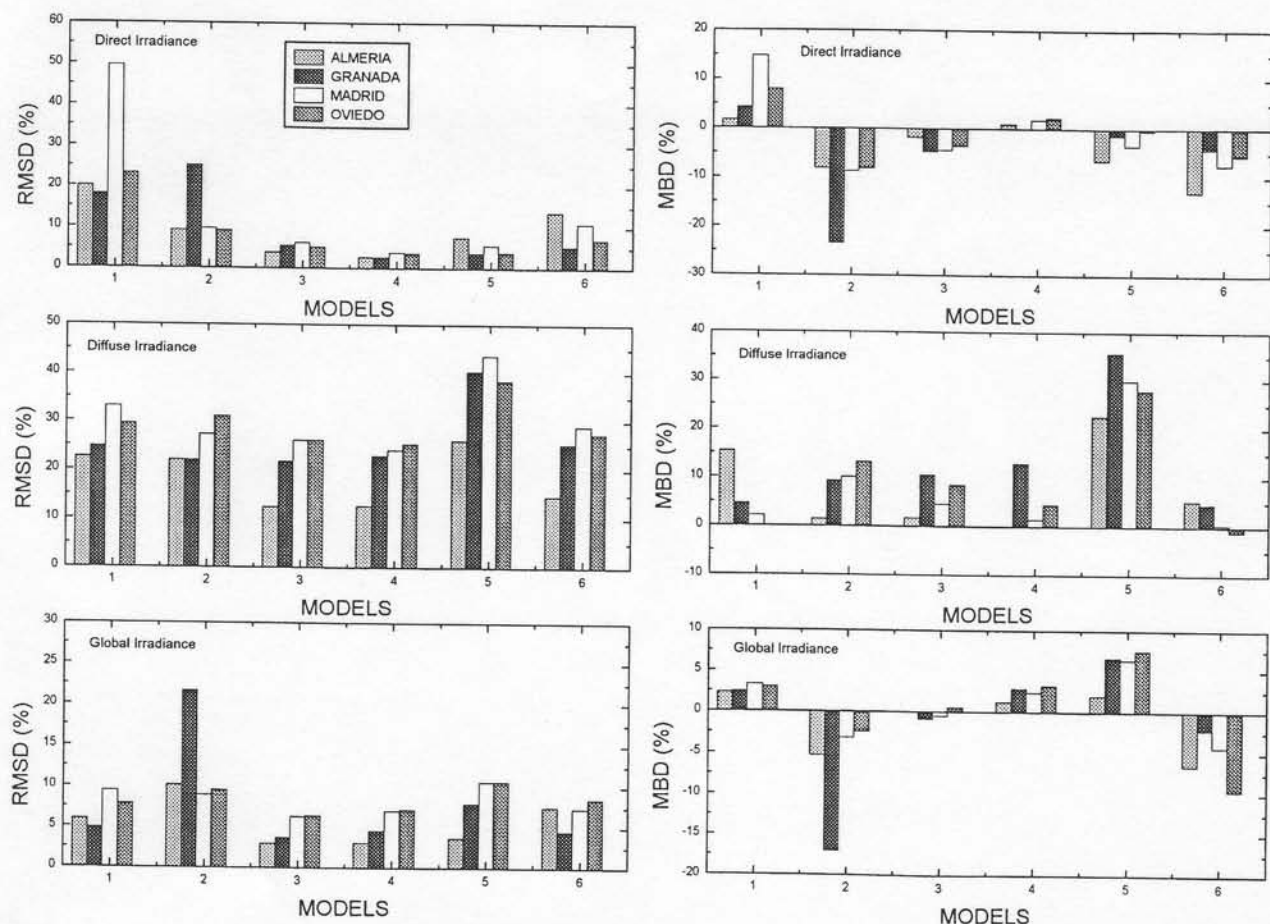 Direct Irradiance
ALMERIA
GRANADA
MADRID
OVIEDO
RMSD (%)
60
50
40
30
20
10
0
1 2 3 4 5 6
MODELS
Direct Irradiance
MBD (%)
20
10
0
-10
-20
-30
1 2 3 4 5 6
MODELS
Diffuse Irradiance
RMSD (%)
50
40
30
20
10
0
1 2 3 4 5 6
MODELS
Diffuse Irradiance
MBD (%)
40
30
20
10
0
-10
1 2 3 4 5 6
MODELS
Global Irradiance
RMSD (%)
30
25
20
15
10
5
0
1 2 3 4 5 6
MODELS
Global Irradiance
MBD (%)
10
5
0
-5
-10
-15
-20
1 2 3 4 5 6
MODELS